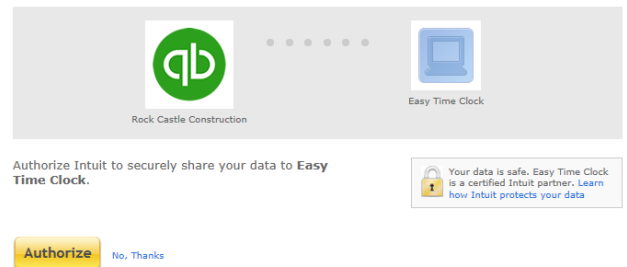 qb
Rock Castle Construction
Easy Time Clock
Authorize Intuit to securely share your data to Easy
Time Clock.
Your data is safe. Easy Time Clock
is a certified Intuit partner. Learn
how Intuit protects your data
Authorize
No, Thanks